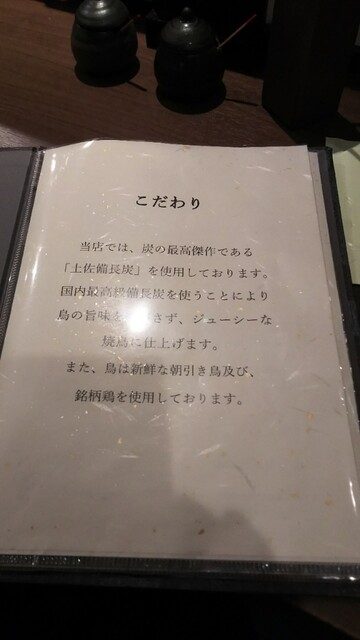 こだわり
当店では、炭の最高傑作である
「土佐備長炭」を使用しております。
国内最高級備長炭を使うことにより
鳥の旨味を さず、ジューシーな
焼鳥に仕上げます。
また、鳥は新鮮な朝引き鳥及び、
銘柄鶏を使用しております。